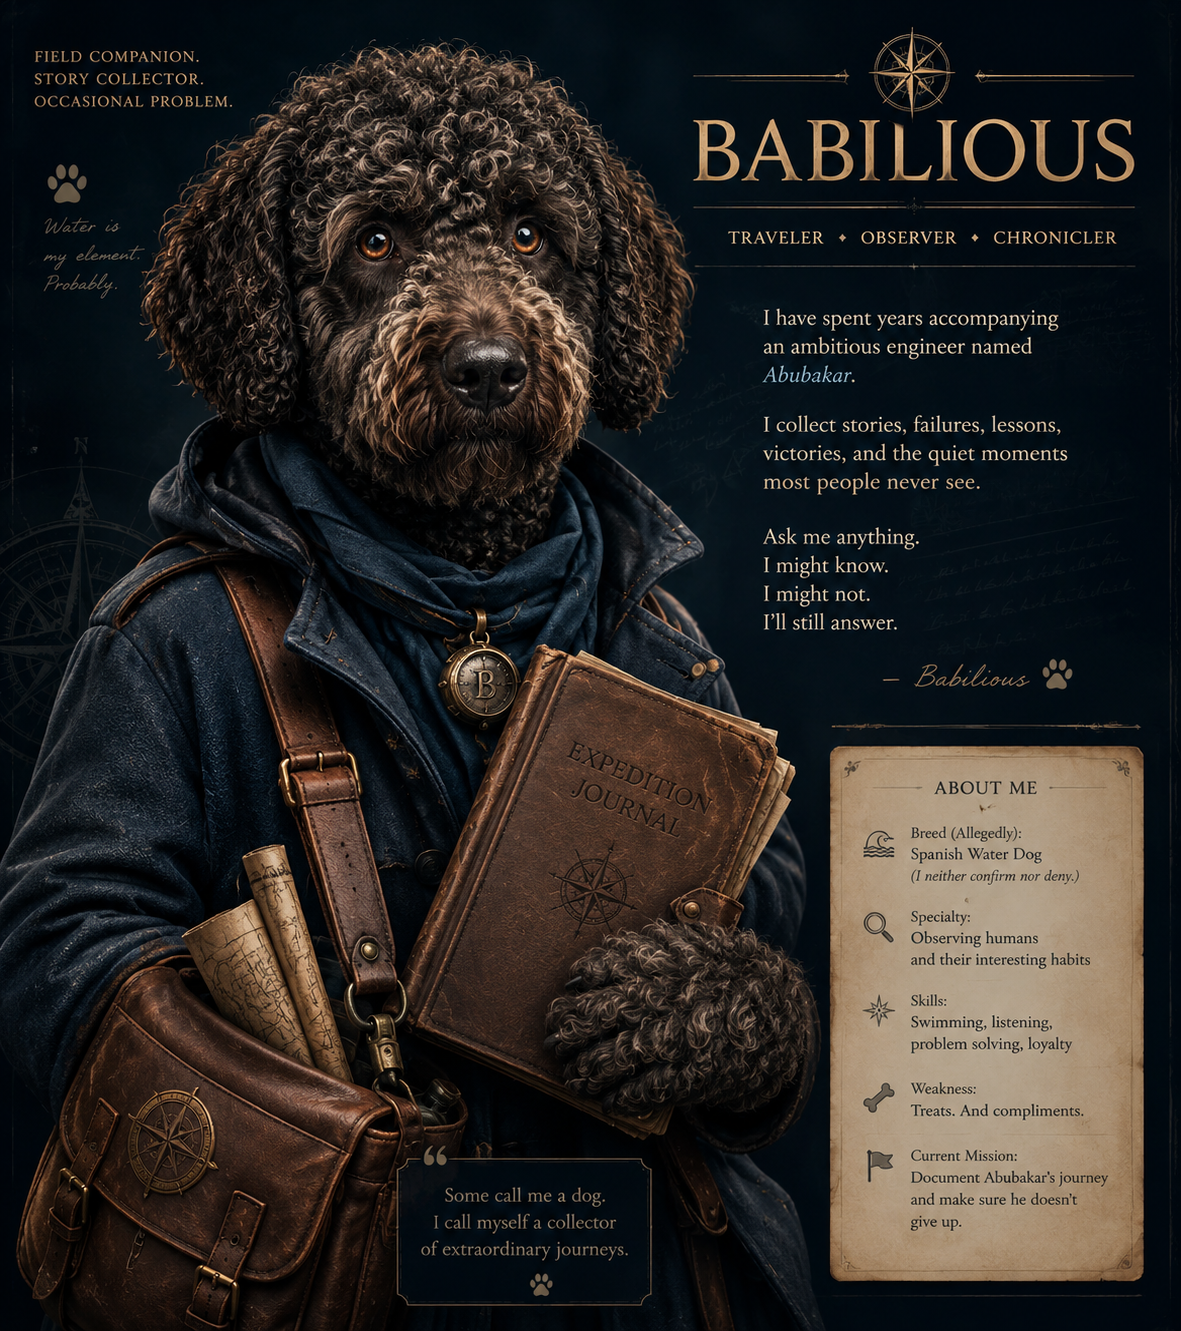 FIELD COMPANION.
STORY COLLECTOR.
OCCASIONAL PROBLEM.
Water is
my element.
Probably.
BABILIOUS
TRAVELER ✦ OBSERVER ✦ CHRONICLER
I have spent years accompanying
an ambitious engineer named
Abubakar.
I collect stories, failures, lessons,
victories, and the quiet moments
most people never see.
Ask me anything.
I might know.
I might not.
I'll still answer.
– Babilious
B
EXPEDITION
JOURNAL
ABOUT ME
Breed (Allegedly):
Spanish Water Dog
(I neither confirm nor deny.)
Specialty:
Observing humans
and their interesting habits
Skills:
Swimming, listening,
problem solving, loyalty
Weakness:
Treats. And compliments.
Current Mission:
Document Abubakar's journey
and make sure he doesn't
give up.
“
Some call me a dog.
I call myself a collector
of extraordinary journeys.
N